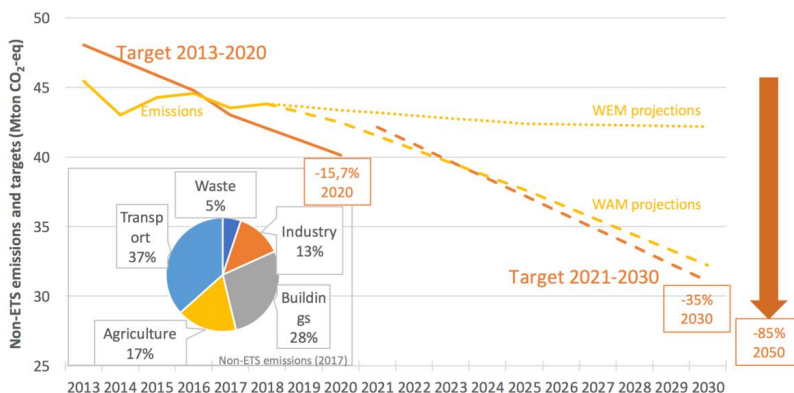 Non-ETS emissions and targets (Mton CO₂-eq)
50
45
40
35
30
25
Target 2013-2020
Emissions
WEM projections
-15,7%
2020
WAM projections
Target 2021-2030
-35%
2030
-85%
2050
Waste
5%
Transp
ort
37%
Industry
13%
Buildin
gs
28%
Agriculture
17%
Non-ETS emissions (2017)
2013 2014 2015 2016 2017 2018 2019 2020 2021 2022 2023 2024 2025 2026 2027 2028 2029 2030